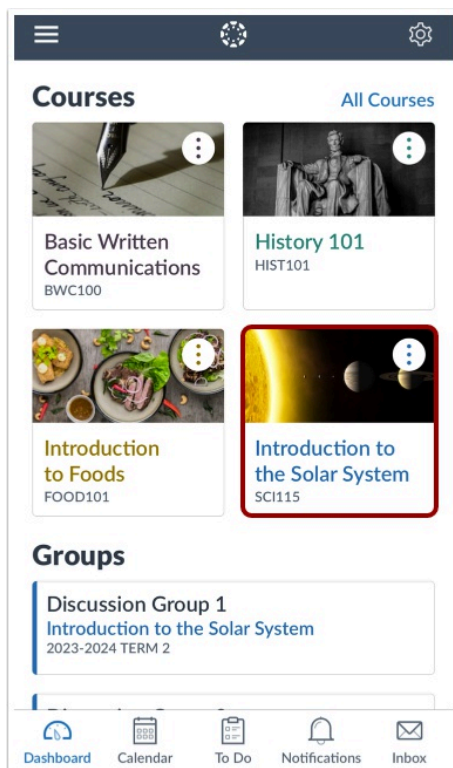 Courses
All Courses
Basic Written
Communications
BWC100
History 101
HIST101
Introduction
to Foods
FOOD101
Introduction to
the Solar System
SCI115
Groups
Discussion Group 1
Introduction to the Solar System
2023-2024 TERM 2
Dashboard
Calendar
To Do
Notifications
Inbox